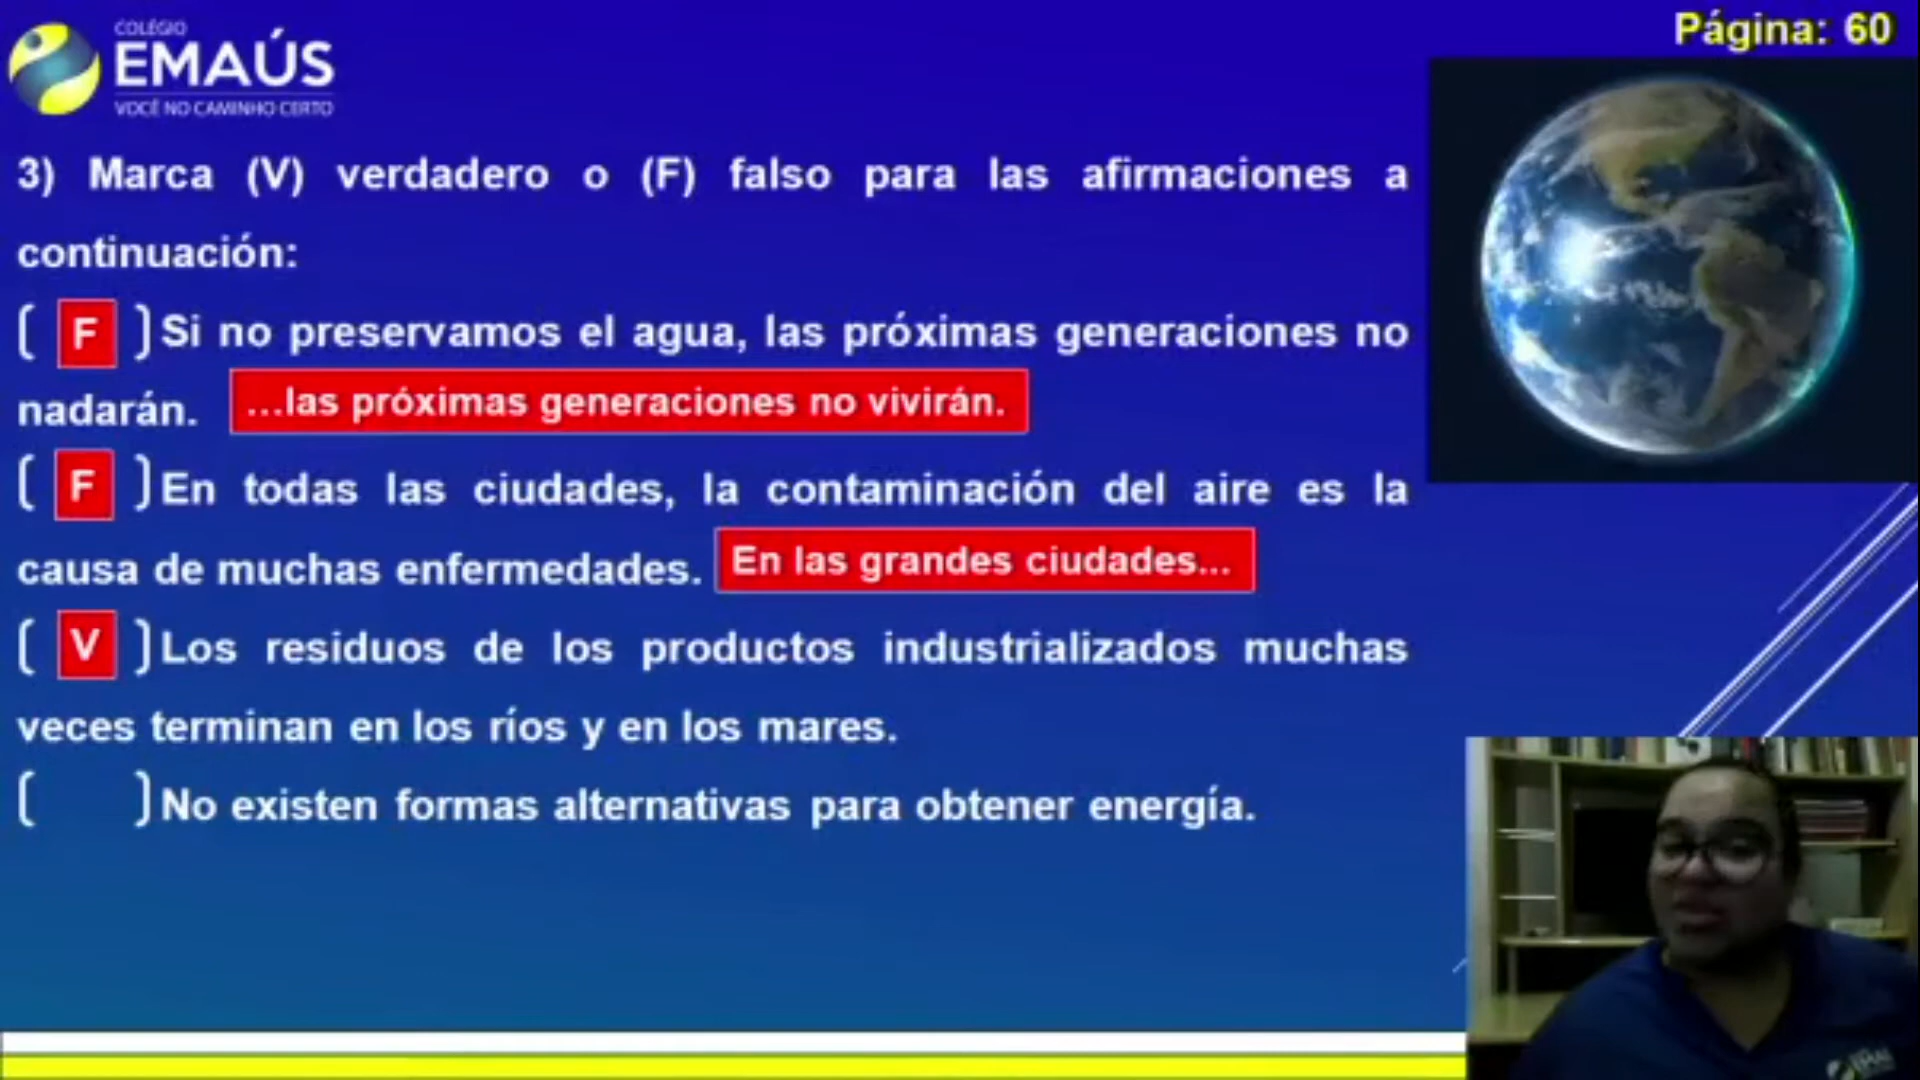 COLÉGIO
EMAÚS
VOCÊ NO CAMINHO CERTO
Página: 60
3) Marca (V) verdadero o (F) falso para las afirmaciones a
continuación:
( F ) Si no preservamos el agua, las próximas generaciones no
nadarán. ...las próximas generaciones no vivirán.
( F ) En todas las ciudades, la contaminación del aire es la
causa de muchas enfermedades. En las grandes ciudades...
( V ) Los residuos de los productos industrializados muchas
veces terminan en los ríos y en los mares.
( ) No existen formas alternativas para obtener energía.